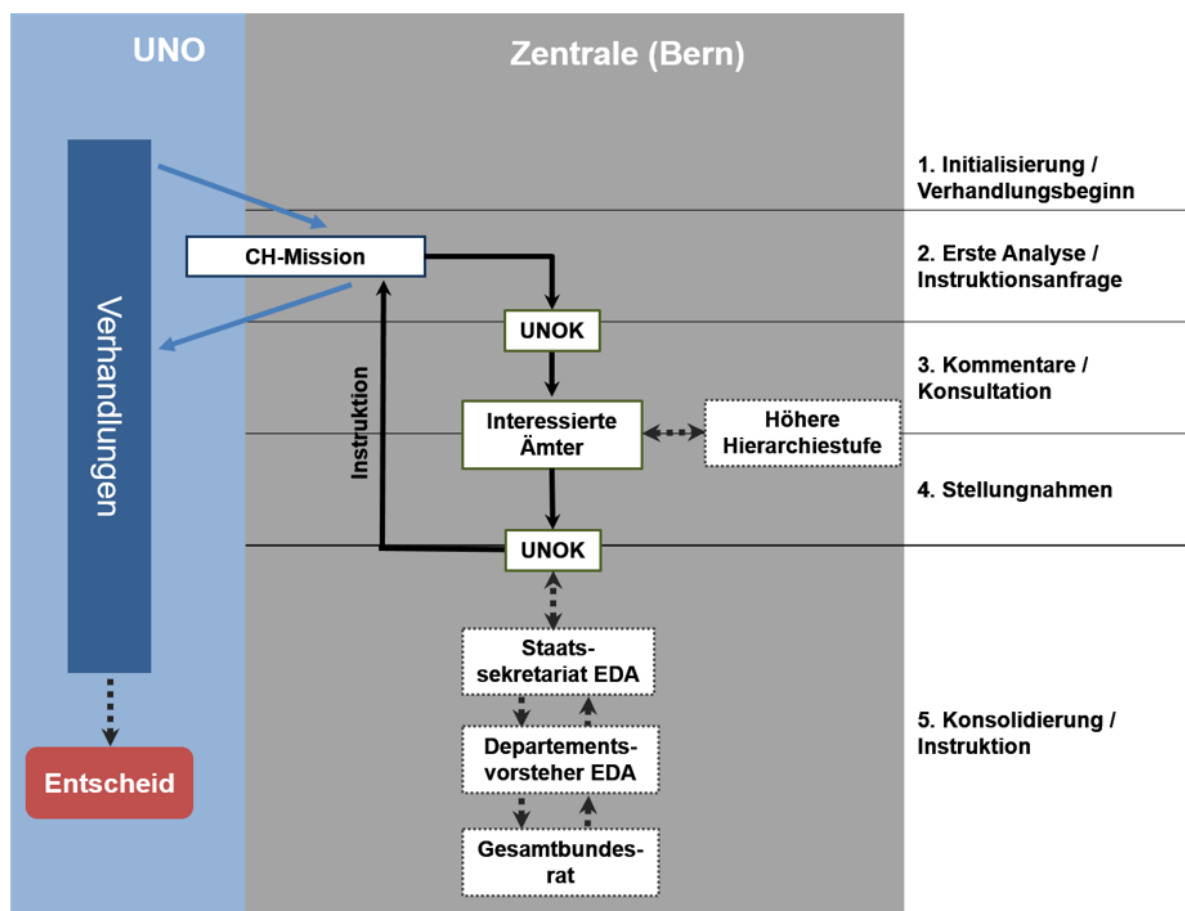 UNO
Zentrale (Bern)
1. Initialisierung /
Verhandlungsbeginn
CH-Mission
2. Erste Analyse /
Instruktionsanfrage
Verhandlungen
UNOK
Instruktion
3. Kommentare /
Konsultation
Interessierte
Ämter
Höhere
Hierarchiestufe
4. Stellungnahmen
UNOK
Staats-
sekretariat EDA
Departements-
vorsteher EDA
5. Konsolidierung /
Instruktion
Entscheid
Gesamtbundes-
rat